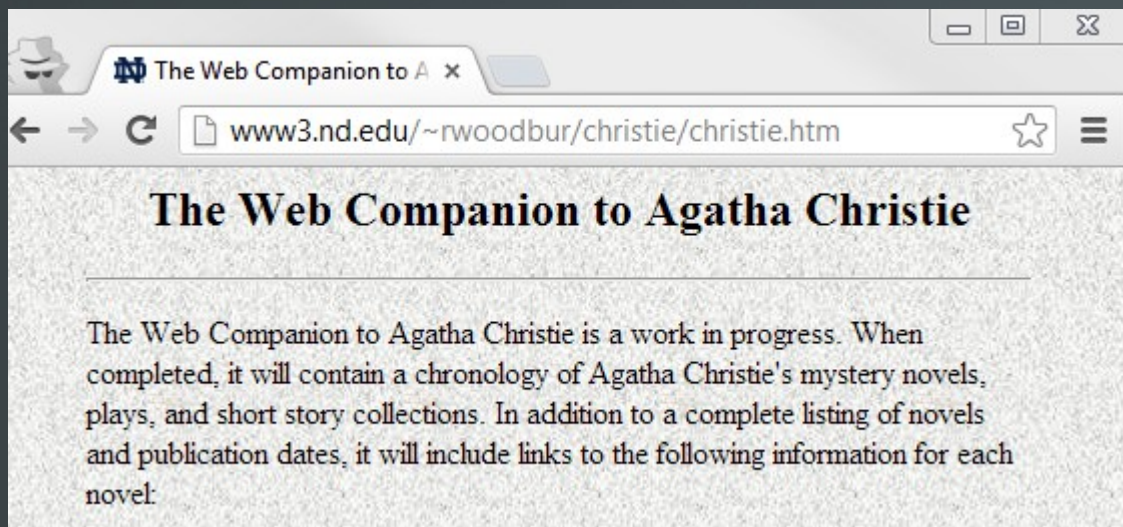 The Web Companion to A
www3.nd.edu/~rwoodbur/christie/christie.htm
The Web Companion to Agatha Christie
The Web Companion to Agatha Christie is a work in progress. When
completed, it will contain a chronology of Agatha Christie's mystery novels,
plays, and short story collections. In addition to a complete listing of novels
and publication dates, it will include links to the following information for each
novel: